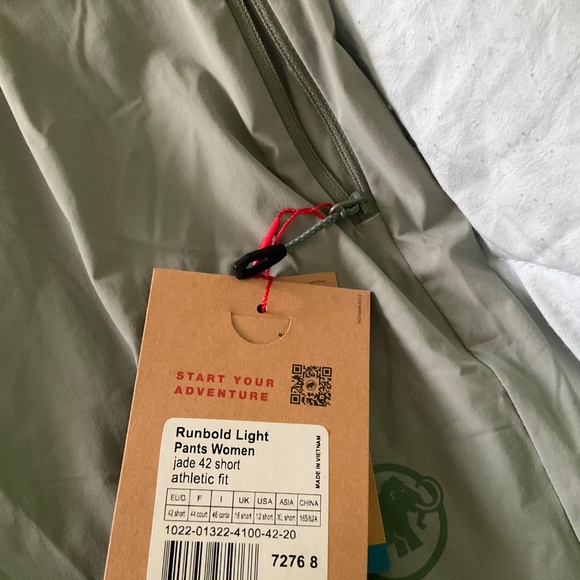 START YOUR
ADVENTURE
Runbold Light
Pants Women
jade 42 short
athletic fit
MADE IN VIETNAM
EU/D F I UK USA ASIA CHINA
42 short 44 court 46 corto 16 short 12 short XL short 165/82A
1022-01322-4100-42-20
7276 8